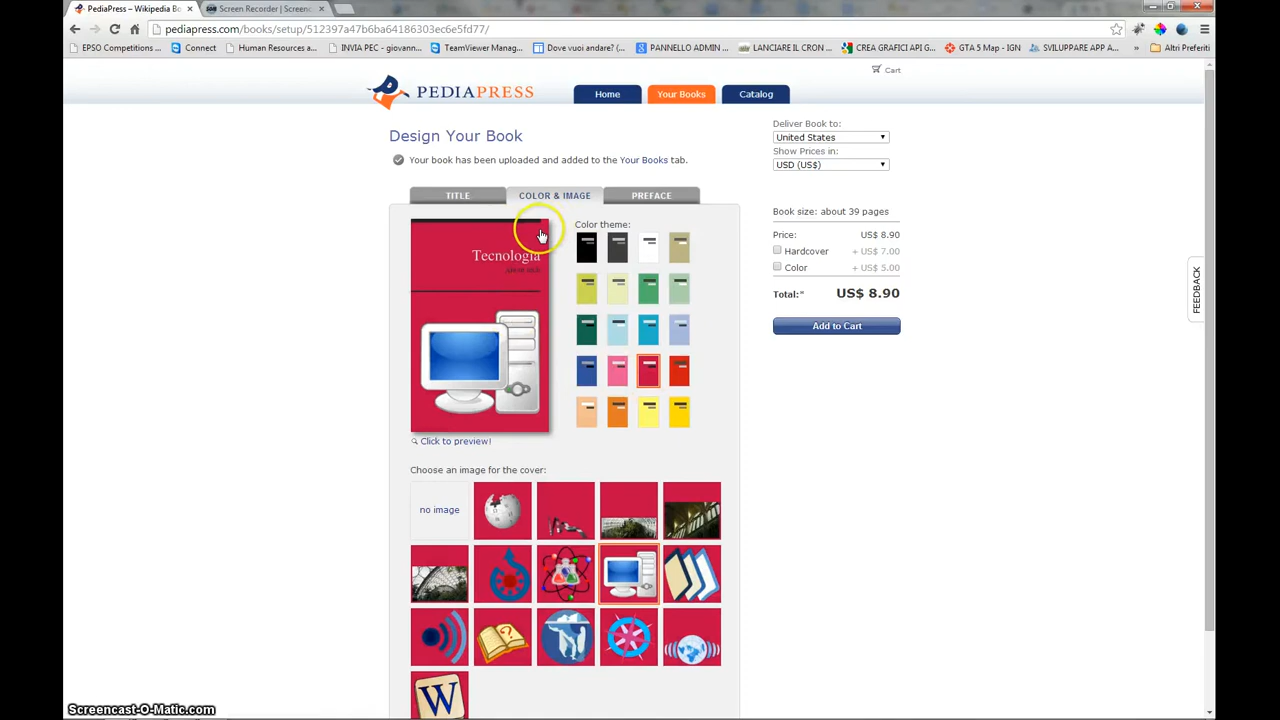 PediaPress – Wikipedia Bo
Screen Recorder | Screenc
pediapress.com/books/setup/512397a47b6ba64186303ec6e5fd77/
EPSO Competitions ...
Connect
Human Resources a...
INVIA PEC - giovann...
TeamViewer Manag...
Dove vuoi andare? (...
PANNELLO ADMIN ...
LANCIARE IL CRON ...
CREA GRAFICI API G...
GTA 5 Map - IGN
SVILUPPARE APP A...
»
Altri Preferiti
Cart
PEDIAPRESS
Home
Your Books
Catalog
Design Your Book
Your book has been uploaded and added to the Your Books tab.
Deliver Book to:
United States
Show Prices in:
USD (US$)
TITLE
COLOR & IMAGE
PREFACE
Color theme:
Tecnologia
Click to preview!
Choose an image for the cover:
no image
W
Book size: about 39 pages
Price: US$ 8.90
Hardcover + US$ 7.00
Color + US$ 5.00
Total:* US$ 8.90
Add to Cart
FEEDBACK
Screencast-O-Matic.com